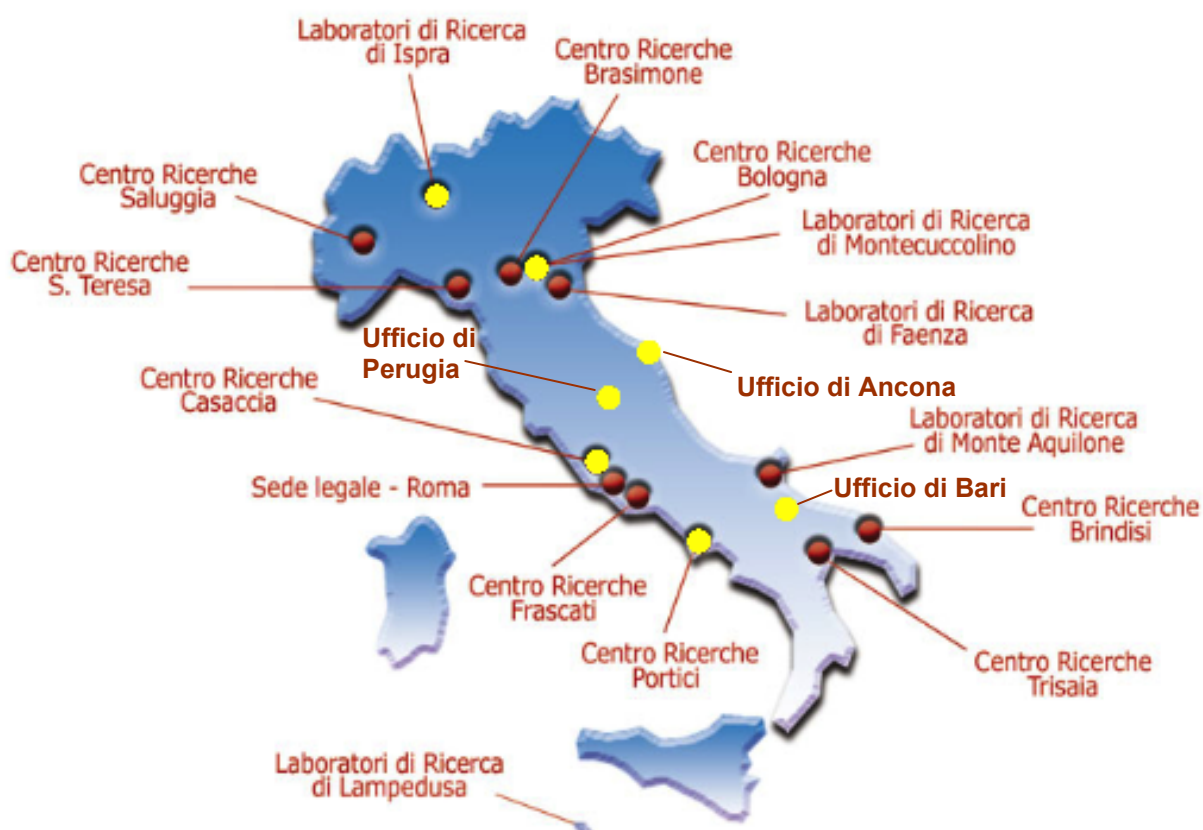 Laboratori di Ricerca
di Ispra
Centro Ricerche
Brasimone
Centro Ricerche
Bologna
Centro Ricerche
Saluggia
Laboratori di Ricerca
di Montecuccolino
Centro Ricerche
S. Teresa
Laboratori di Ricerca
di Faenza
Ufficio di
Perugia
Ufficio di Ancona
Centro Ricerche
Casaccia
Laboratori di Ricerca
di Monte Aquilone
Sede legale - Roma
Ufficio di Bari
Centro Ricerche
Brindisi
Centro Ricerche
Frascati
Centro Ricerche
Portici
Centro Ricerche
Trisaia
Laboratori di Ricerca
di Lampedusa